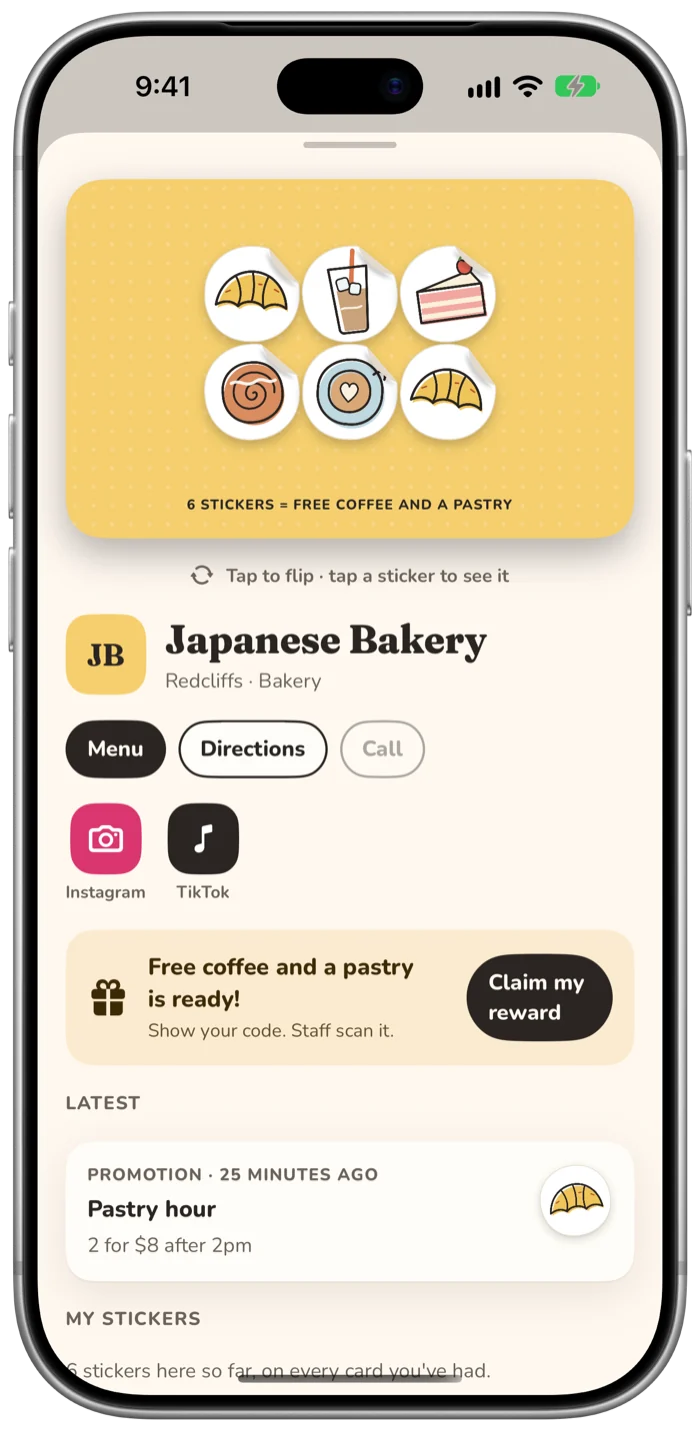 9:41
6 STICKERS = FREE COFFEE AND A PASTRY
Tap to flip · tap a sticker to see it
JB
Japanese Bakery
Redcliffs · Bakery
Menu
Directions
Call
Instagram
TikTok
Free coffee and a pastry
is ready!
Show your code. Staff scan it.
Claim my
reward
LATEST
PROMOTION · 25 MINUTES AGO
Pastry hour
2 for $8 after 2pm
MY STICKERS
6 stickers here so far, on every card you've had.